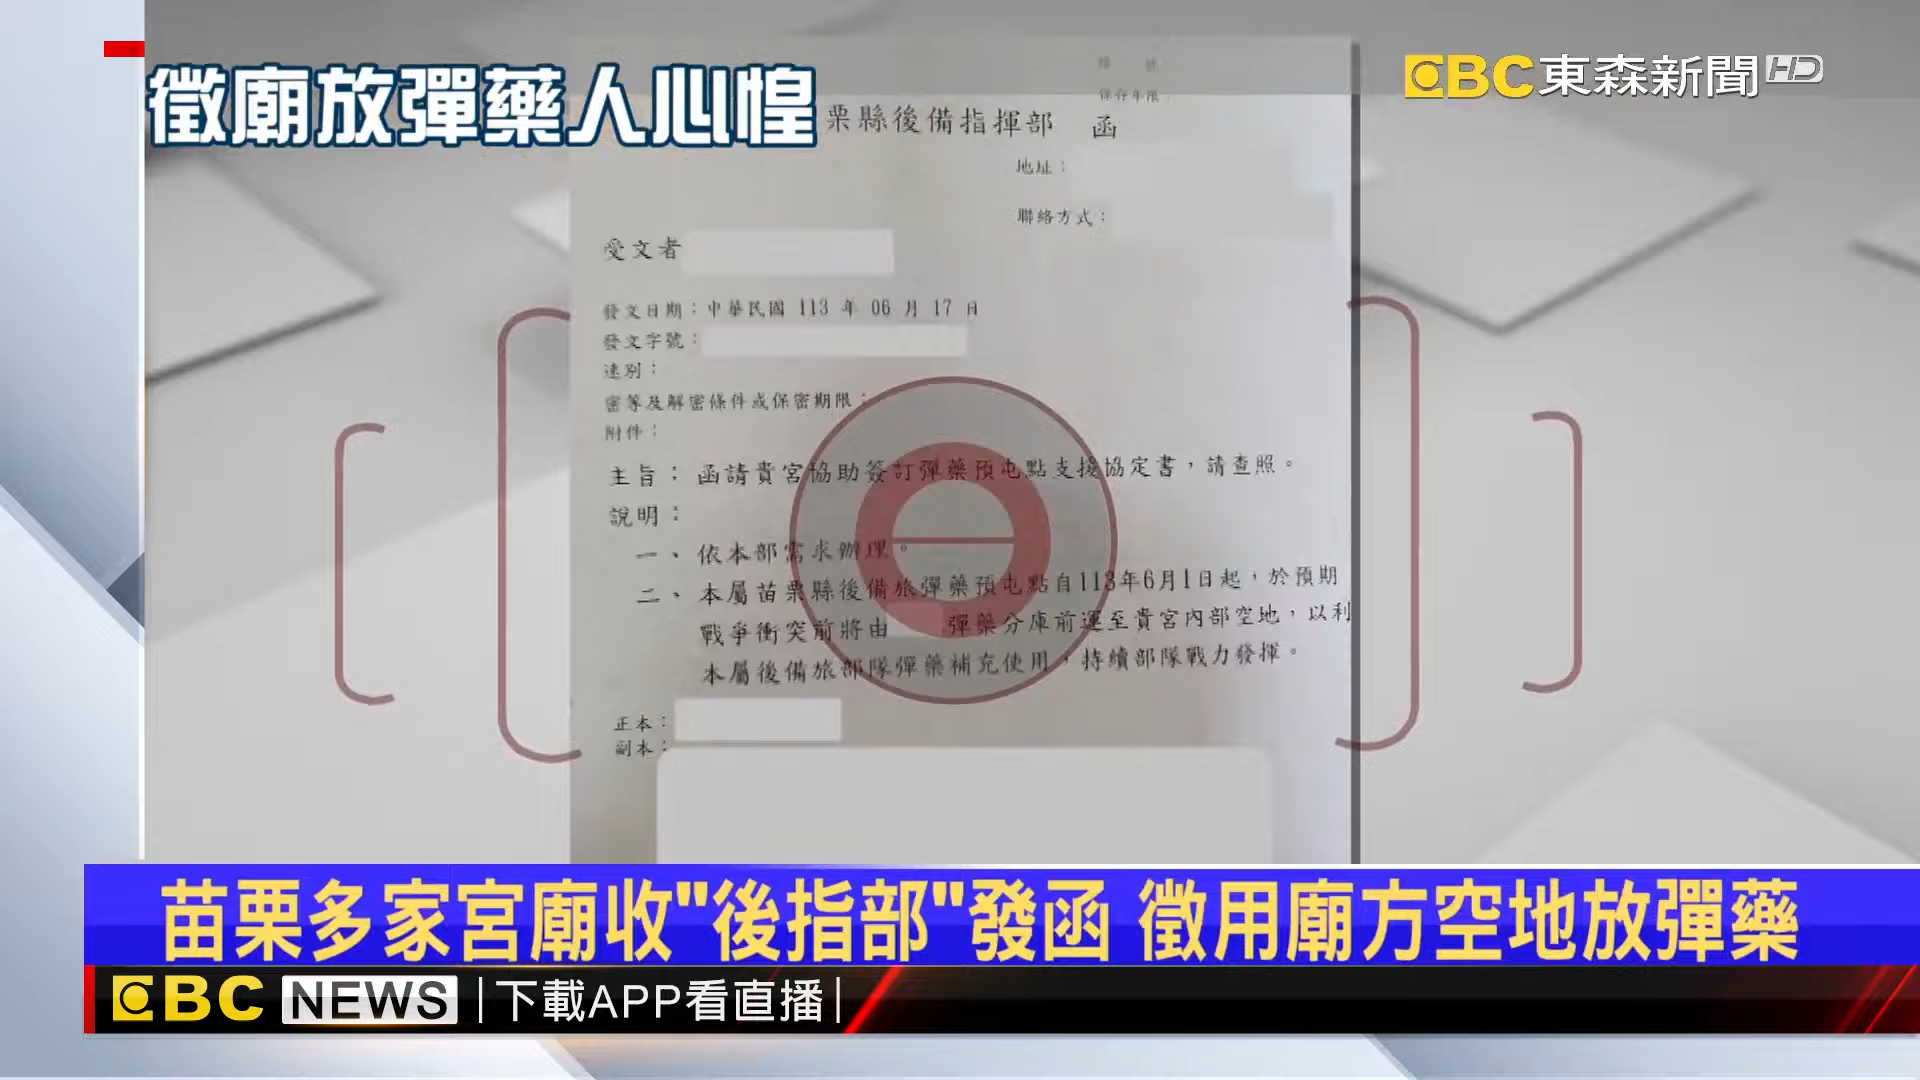 徵廟放彈藥人心惶
EBC東森新聞HD
保存年限：
栗縣後備指揮部 函
地址：
聯絡方式：
受文者
發文日期：中華民國 113 年 06 月 17 日
發文字號：
速別：
密等及解密條件或保密期限：
附件：
主旨：函請貴宮協助簽訂彈藥預屯點支援協定書，請查照。
說明：
一、依本部需求辦理。
二、本屬苗栗縣後備旅彈藥預屯點自113年6月1日起，於預期
戰爭衝突前將由 彈藥分庫前運至貴宮內部空地，以利
本屬後備旅部隊彈藥補充使用，持續部隊戰力發揮。
正本：
副本：
苗栗多家宮廟收"後指部"發函 徵用廟方空地放彈藥
EBC NEWS |下載APP看直播|